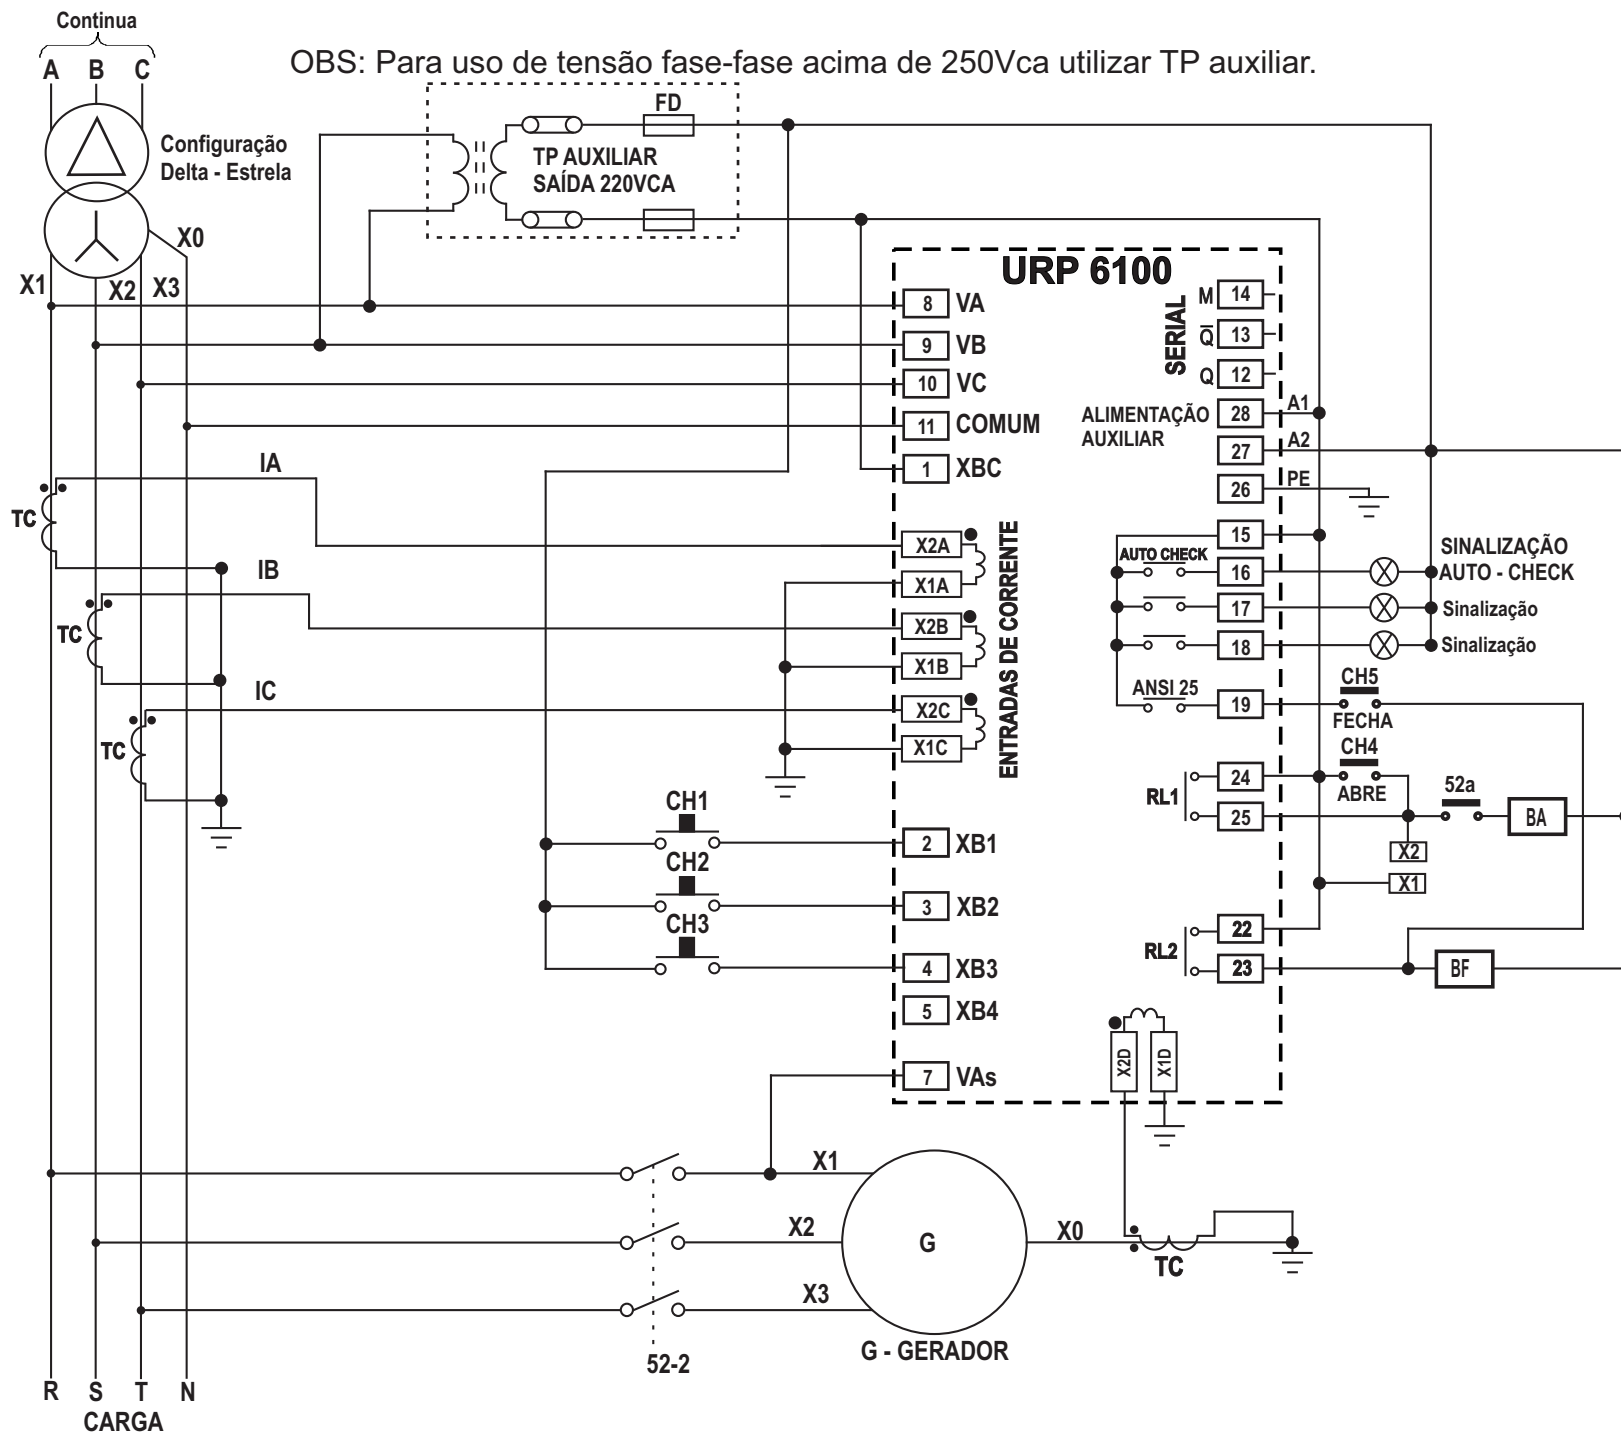 Continua
A B C
OBS: Para uso de tensão fase-fase acima de 250Vca utilizar TP auxiliar.
Configuração
Delta - Estrela
FD
TP AUXILIAR
SAÍDA 220VCA
X0
X1
X2
X3
URP 6100
8 VA
9 VB
10 VC
11 COMUM
1 XBC
SERIAL
M 14
Q̅ 13
Q 12
ALIMENTAÇÃO
AUXILIAR
28 A1
27 A2
26 PE
IA
TC
IB
TC
IC
TC
X2A
X1A
X2B
X1B
X2C
X1C
ENTRADAS DE CORRENTE
15
AUTO CHECK
16
17
18
ANSI 25
19
SINALIZAÇÃO
AUTO - CHECK
Sinalização
Sinalização
CH5
FECHA
CH4
ABRE
RL1
24
25
52a
BA
X2
X1
RL2
22
23
BF
CH1
2 XB1
CH2
3 XB2
CH3
4 XB3
5 XB4
7 VAs
X2D
X1D
X1
X2
X3
G
X0
TC
G - GERADOR
52-2
R S T N
CARGA